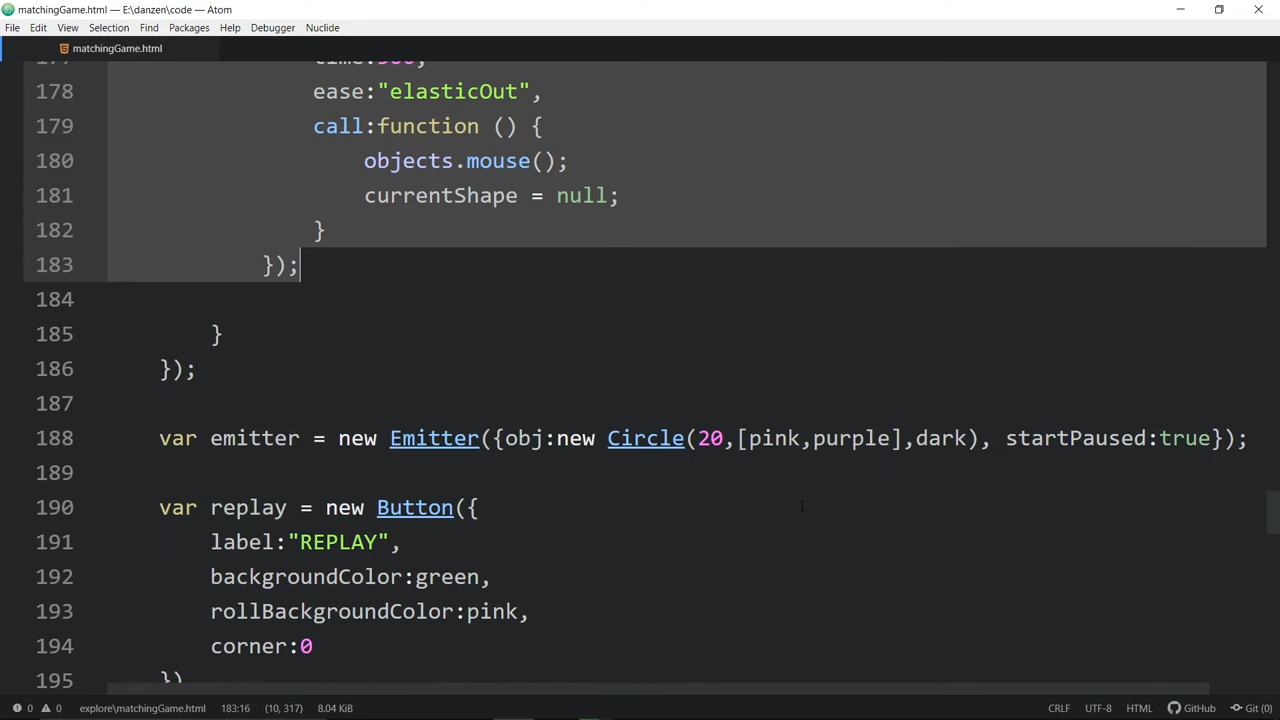 matchingGame.html — E:\danzen\code — Atom
File Edit View Selection Find Packages Help Debugger Nuclide
matchingGame.html
177 time:500,
178 ease:"elasticOut",
179 call:function () {
180 objects.mouse();
181 currentShape = null;
182 }
183 });
184
185 }
186 });
187
188 var emitter = new Emitter({obj:new Circle(20,[pink,purple],dark), startPaused:true});
189
190 var replay = new Button({
191 label:"REPLAY",
192 backgroundColor:green,
193 rollBackgroundColor:pink,
194 corner:0
195 })
0 0 explore\matchingGame.html 183:16 (10, 317) 8.04 KiB CRLF UTF-8 HTML GitHub Git (0)